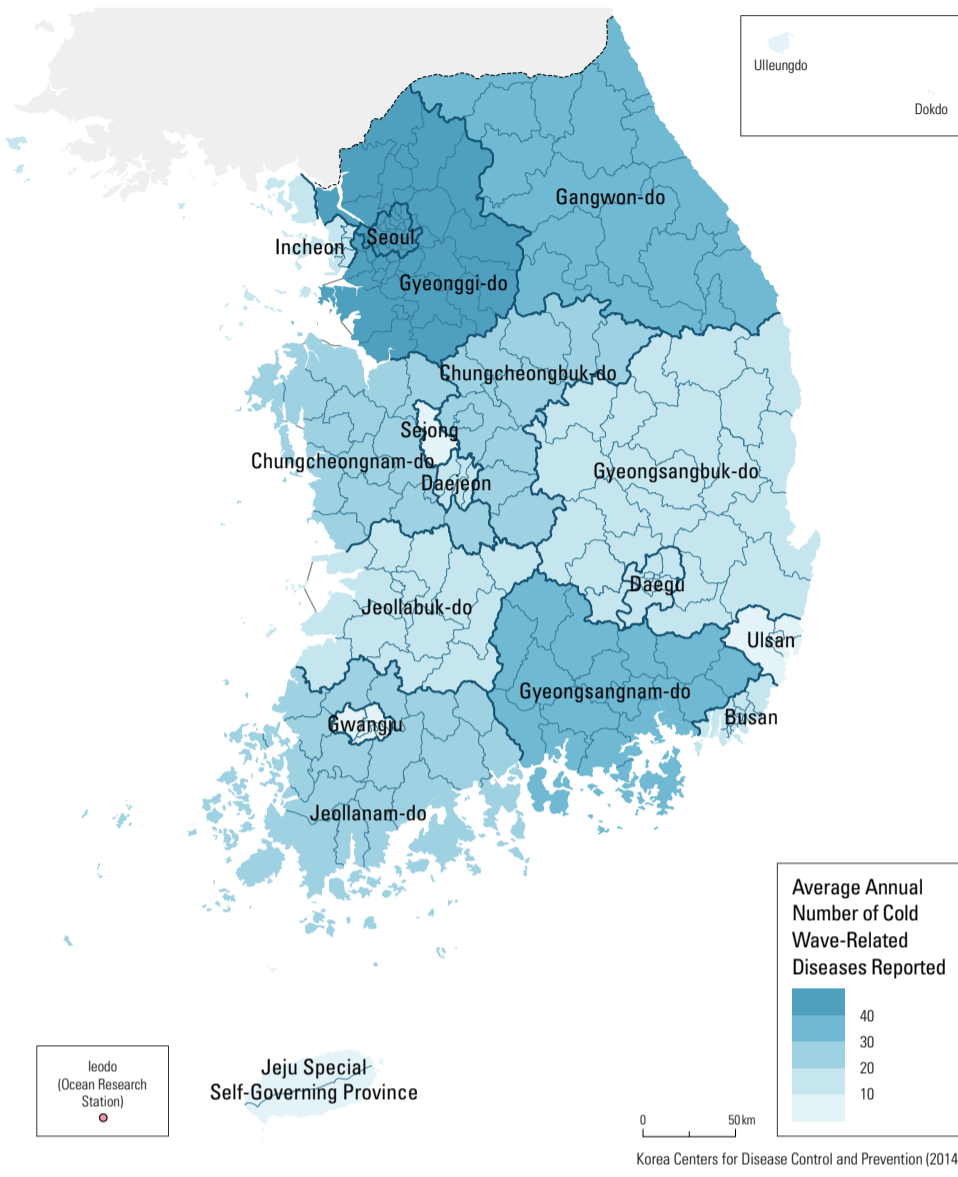 Ulleungdo
Dokdo
Gangwon-do
Incheon
Seoul
Gyeonggi-do
Chungcheongbuk-do
Sejong
Chungcheongnam-do
Daejeon
Gyeongsangbuk-do
Daegu
Jeollabuk-do
Ulsan
Gyeongsangnam-do
Busan
Gwangju
Jeollanam-do
Average Annual
Number of Cold
Wave-Related
Diseases Reported
40
30
20
10
Ieodo
(Ocean Research
Station)
Jeju Special
Self-Governing Province
0 50 km
Korea Centers for Disease Control and Prevention (2014